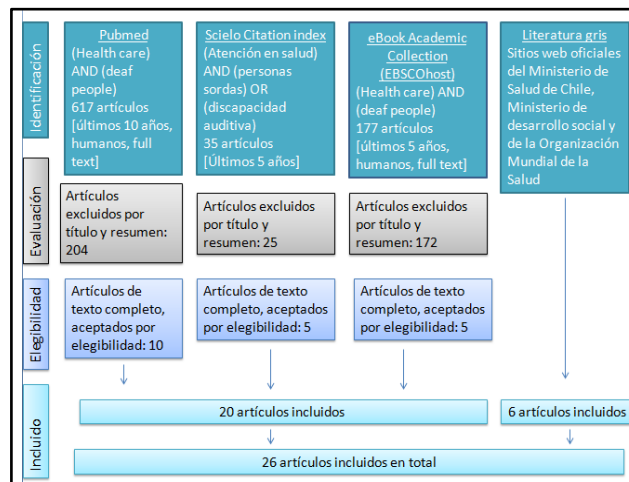 Identificación
Pubmed
(Health care)
AND (deaf
people)
617 artículos
[últimos 10 años,
humanos, full
text]
Scielo Citation index
(Atención en salud)
AND (personas
sordas) OR
(discapacidad
auditiva)
35 artículos
[Últimos 5 años]
eBook Academic
Collection
(EBSCOhost)
(Health care) AND
(deaf people)
177 artículos
[últimos 5 años,
humanos, full text]
Literatura gris
Sitios web oficiales
del Ministerio de
Salud de Chile,
Ministerio de
desarrollo social y
de la Organización
Mundial de la
Salud
Evaluación
Artículos
excluidos por
título y resumen:
204
Artículos excluidos
por título y
resumen: 25
Artículos excluidos
por título y
resumen: 172
Elegibilidad
Artículos de
texto completo,
aceptados por
elegibilidad: 10
Artículos de texto
completo, aceptados
por elegibilidad: 5
Artículos de texto
completo, aceptados
por elegibilidad: 5
Incluido
20 artículos incluidos
6 artículos incluidos
26 artículos incluidos en total